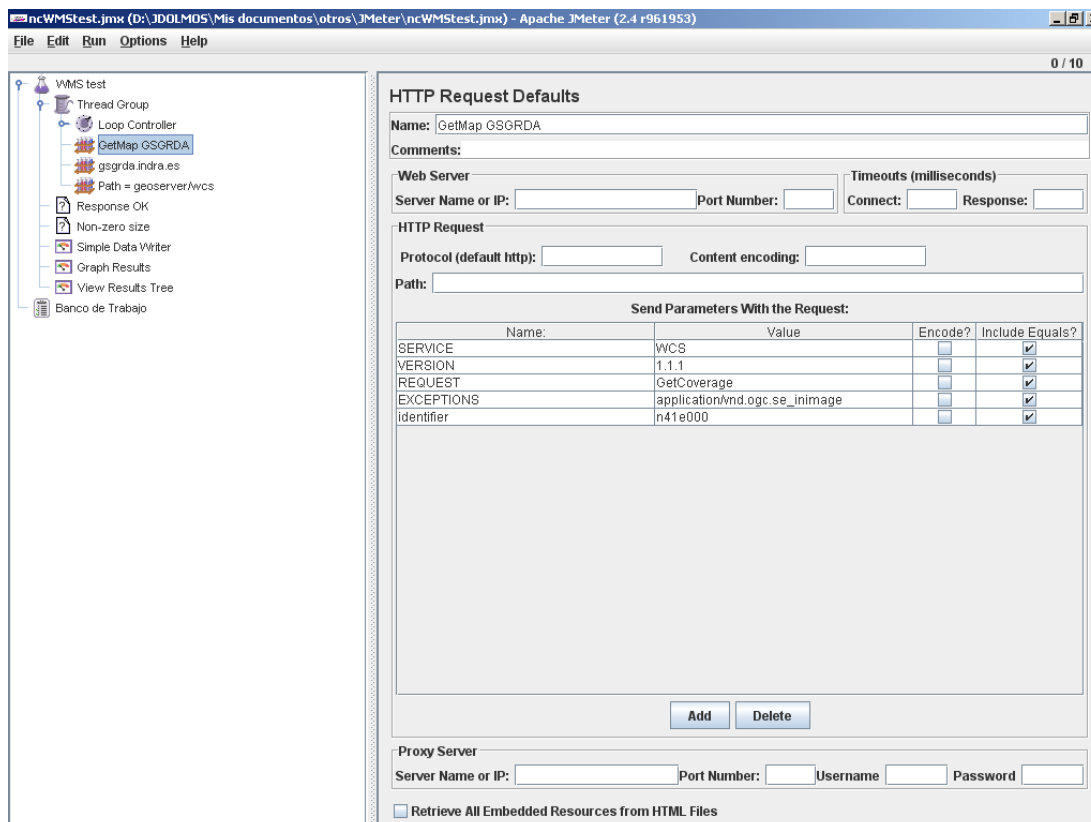 ncWMStest.jmx (D:\JDOLMOS\Mis documentos\otros\JMeter\ncWMStest.jmx) - Apache JMeter (2.4 r961953)
File Edit Run Options Help
0 / 10
WMS test
Thread Group
Loop Controller
GetMap GSGRDA
gsgrda.indra.es
Path = geoserver/wcs
Response OK
Non-zero size
Simple Data Writer
Graph Results
View Results Tree
Banco de Trabajo
HTTP Request Defaults
Name: GetMap GSGRDA
Comments:
Web Server Timeouts (milliseconds)
Server Name or IP: Port Number: Connect: Response:
HTTP Request
Protocol (default http): Content encoding:
Path:
Send Parameters With the Request:
Name: Value Encode? Include Equals?
SERVICE WCS
VERSION 1.1.1
REQUEST GetCoverage
EXCEPTIONS application/vnd.ogc.se_inimage
identifier n41e000
Add Delete
Proxy Server
Server Name or IP: Port Number: Username Password
Retrieve All Embedded Resources from HTML Files